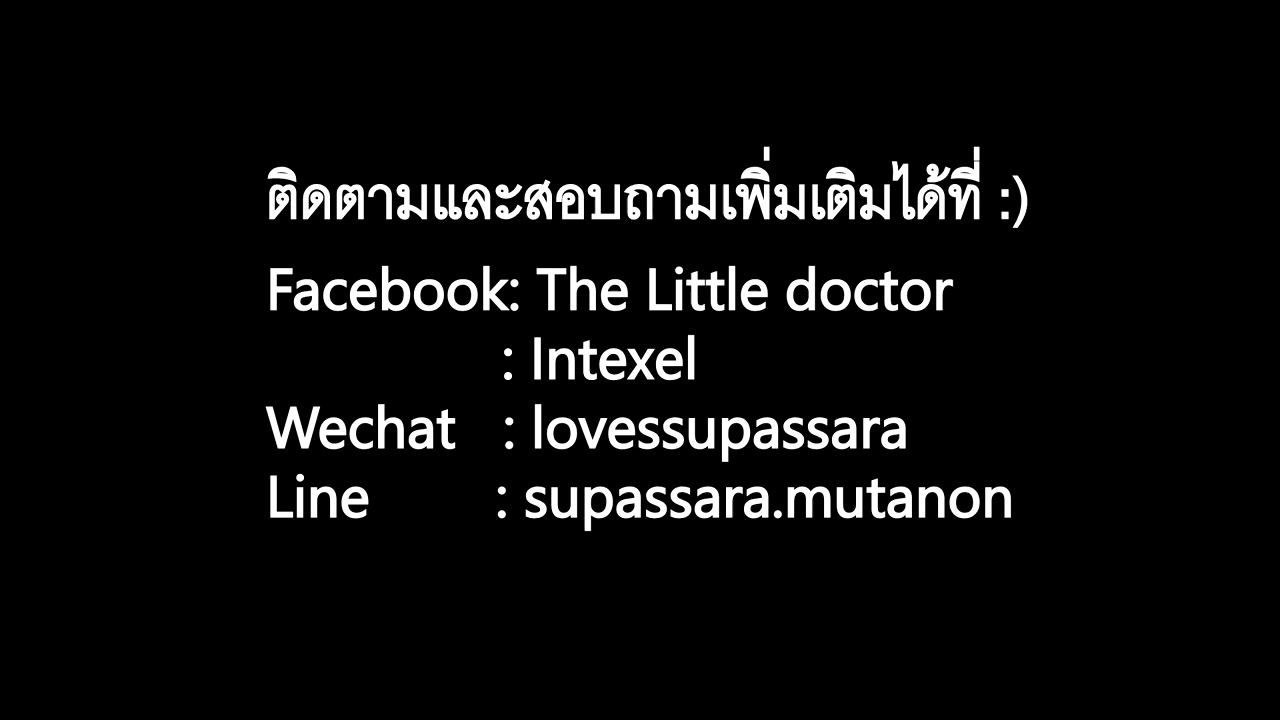 ติดตามและสอบถามเพิ่มเติมได้ที่ :)
Facebook: The Little doctor
: Intexel
Wechat : lovessupassara
Line : supassara.mutanon